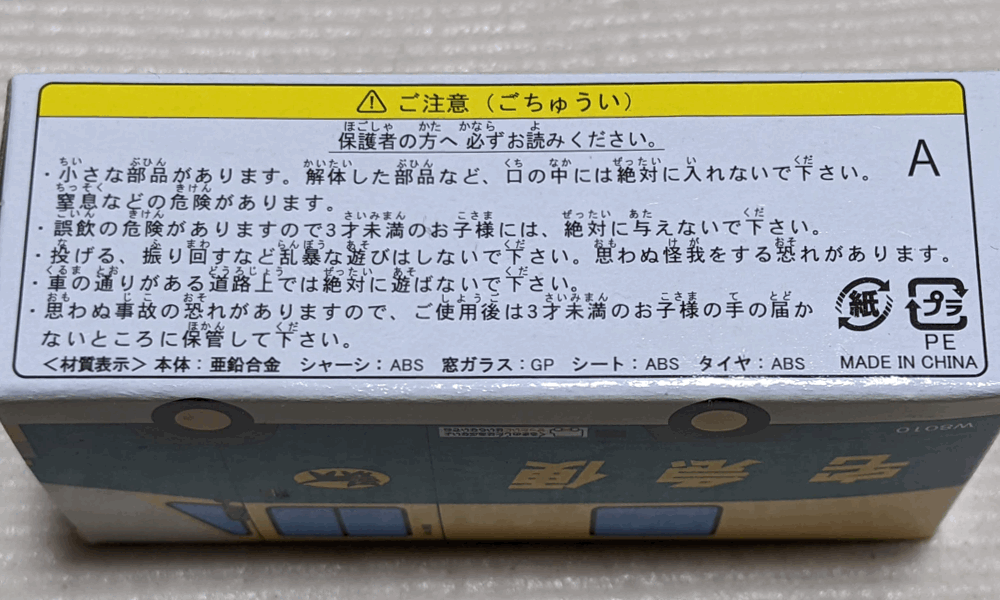 ⚠ ご注意（ごちゅうい）
保護者の方へ 必ずお読みください。
・小さな部品があります。解体した部品など、口の中には絶対に入れないで下さい。
窒息などの危険があります。
・誤飲の危険がありますので3才未満のお子様には、絶対に与えないで下さい。
・投げる、振り回すなど乱暴な遊びはしないで下さい。思わぬ怪我をする恐れがあります。
・車の通りがある道路上では絶対に遊ばないで下さい。
・思わぬ事故の恐れがありますので、ご使用後は3才未満のお子様の手の届か
ないところに保管して下さい。
＜材質表示＞本体：亜鉛合金 シャーシ：ABS 窓ガラス：GP シート：ABS タイヤ：ABS
A
紙
プラ
PE
MADE IN CHINA
W8010
宅急便